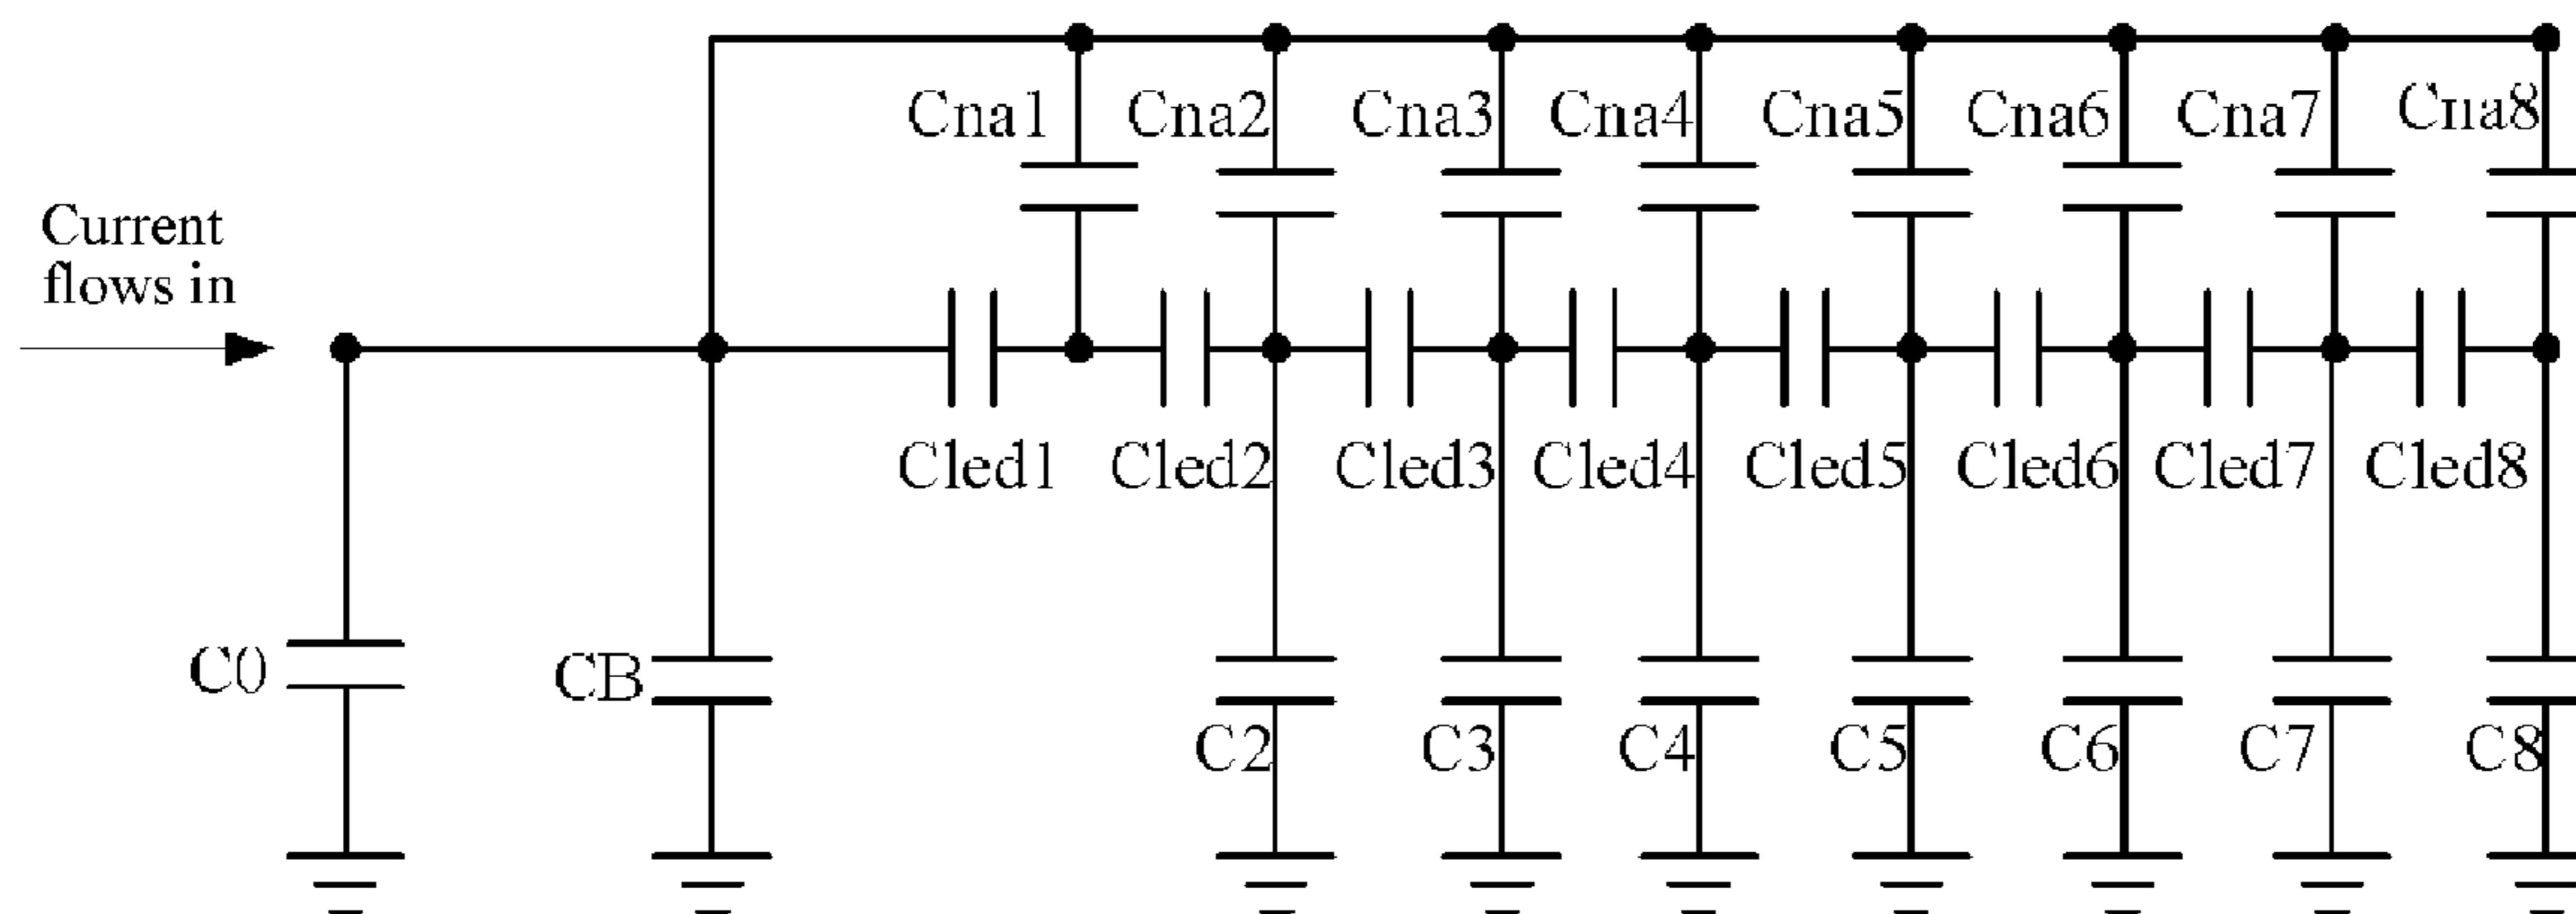 Cna1 Cna2 Cna3 Cna4 Cna5 Cna6 Cna7 Cna8
Current
flows in
Cled1 Cled2 Cled3 Cled4 Cled5 Cled6 Cled7 Cled8
C0 CB
C2 C3 C4 C5 C6 C7 C8